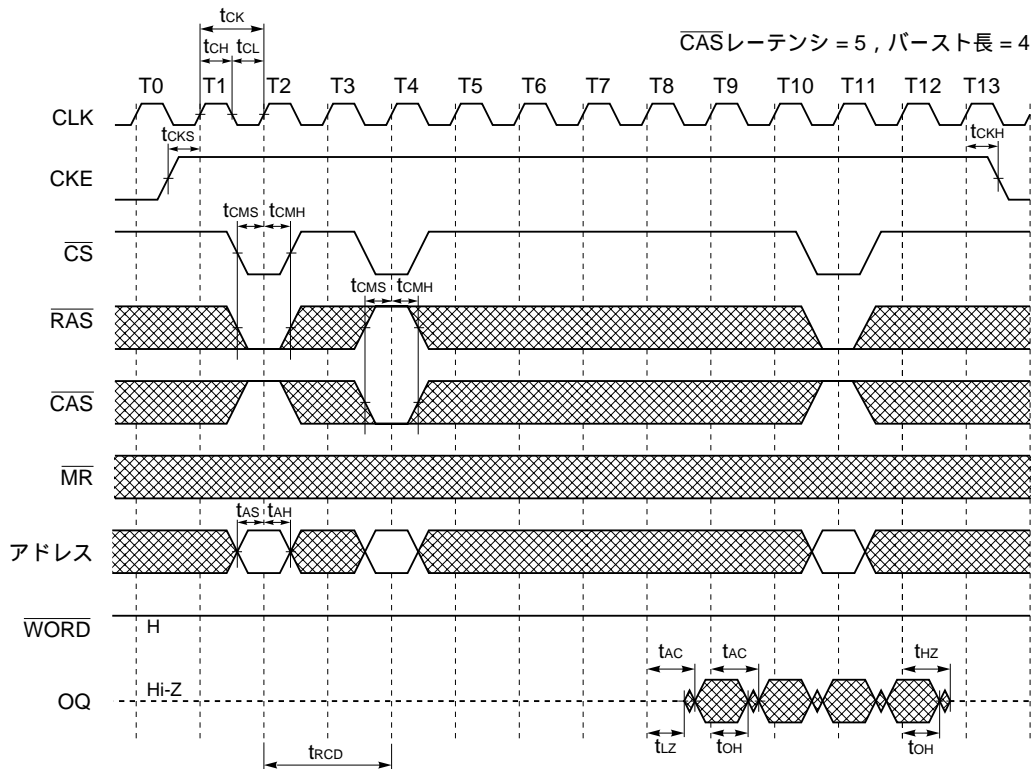 tCK
tCH tCL
CASレーテンシ = 5 , バースト長 = 4
T0 T1 T2 T3 T4 T5 T6 T7 T8 T9 T10 T11 T12 T13
CLK
tCKS tCKH
CKE
tCMS tCMH
CS
tCMS tCMH
RAS
CAS
MR
tAS tAH
アドレス
WORD H
tAC tAC tHZ
OQ Hi-Z
tLZ tOH tOH
tRCD